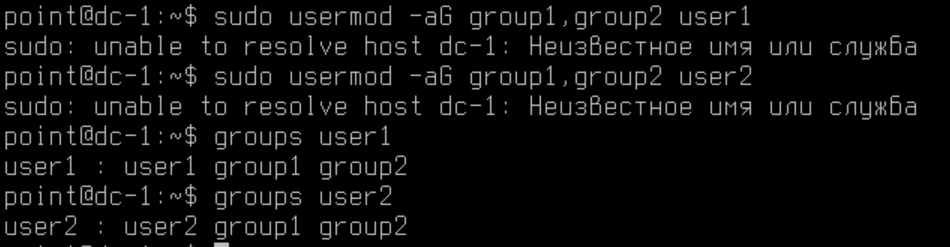 point@dc-1:~$ sudo usermod -aG group1,group2 user1
sudo: unable to resolve host dc-1: Неизвестное имя или служба
point@dc-1:~$ sudo usermod -aG group1,group2 user2
sudo: unable to resolve host dc-1: Неизвестное имя или служба
point@dc-1:~$ groups user1
user1 : user1 group1 group2
point@dc-1:~$ groups user2
user2 : user2 group1 group2